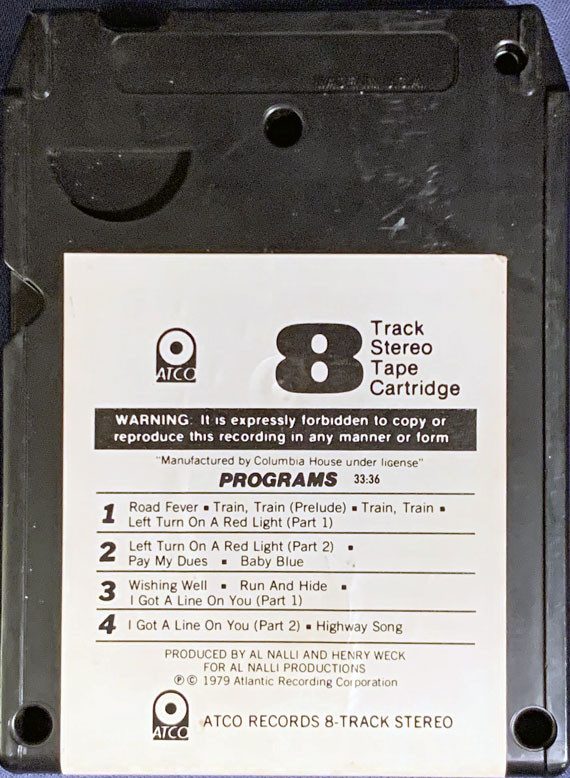 ATCO
8 Track
Stereo
Tape
Cartridge
WARNING: It is expressly forbidden to copy or
reproduce this recording in any manner or form
"Manufactured by Columbia House under license"
PROGRAMS 33:36
1 Road Fever ▪ Train, Train (Prelude) ▪ Train, Train ▪
Left Turn On A Red Light (Part 1)
2 Left Turn On A Red Light (Part 2) ▪
Pay My Dues ▪ Baby Blue
3 Wishing Well ▪ Run And Hide ▪
I Got A Line On You (Part 1)
4 I Got A Line On You (Part 2) ▪ Highway Song
PRODUCED BY AL NALLI AND HENRY WECK
FOR AL NALLI PRODUCTIONS
℗ © 1979 Atlantic Recording Corporation
ATCO ATCO RECORDS 8-TRACK STEREO